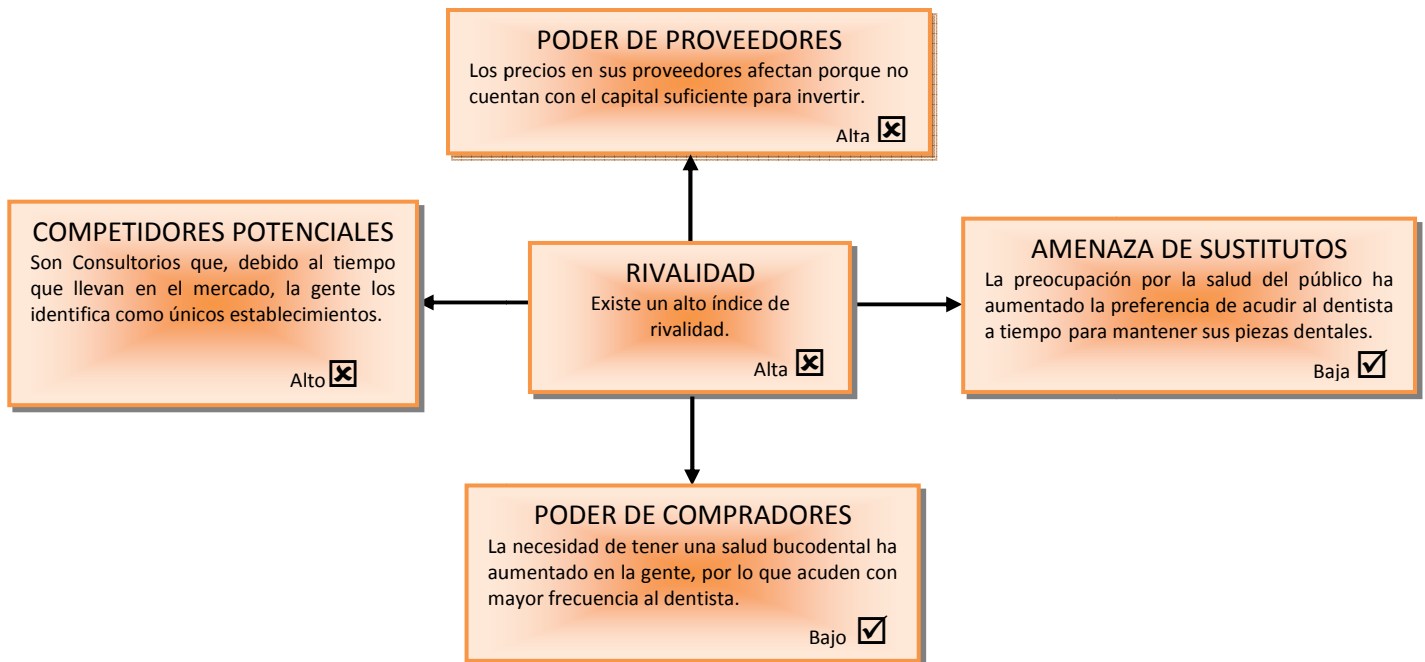 PODER DE PROVEEDORES
Los precios en sus proveedores afectan porque no
cuentan con el capital suficiente para invertir.
Alta
COMPETIDORES POTENCIALES
Son Consultorios que, debido al tiempo
que llevan en el mercado, la gente los
identifica como únicos establecimientos.
Alto
RIVALIDAD
Existe un alto índice de
rivalidad.
Alta
AMENAZA DE SUSTITUTOS
La preocupación por la salud del público ha
aumentado la preferencia de acudir al dentista
a tiempo para mantener sus piezas dentales.
Baja
PODER DE COMPRADORES
La necesidad de tener una salud bucodental ha
aumentado en la gente, por lo que acuden con
mayor frecuencia al dentista.
Bajo